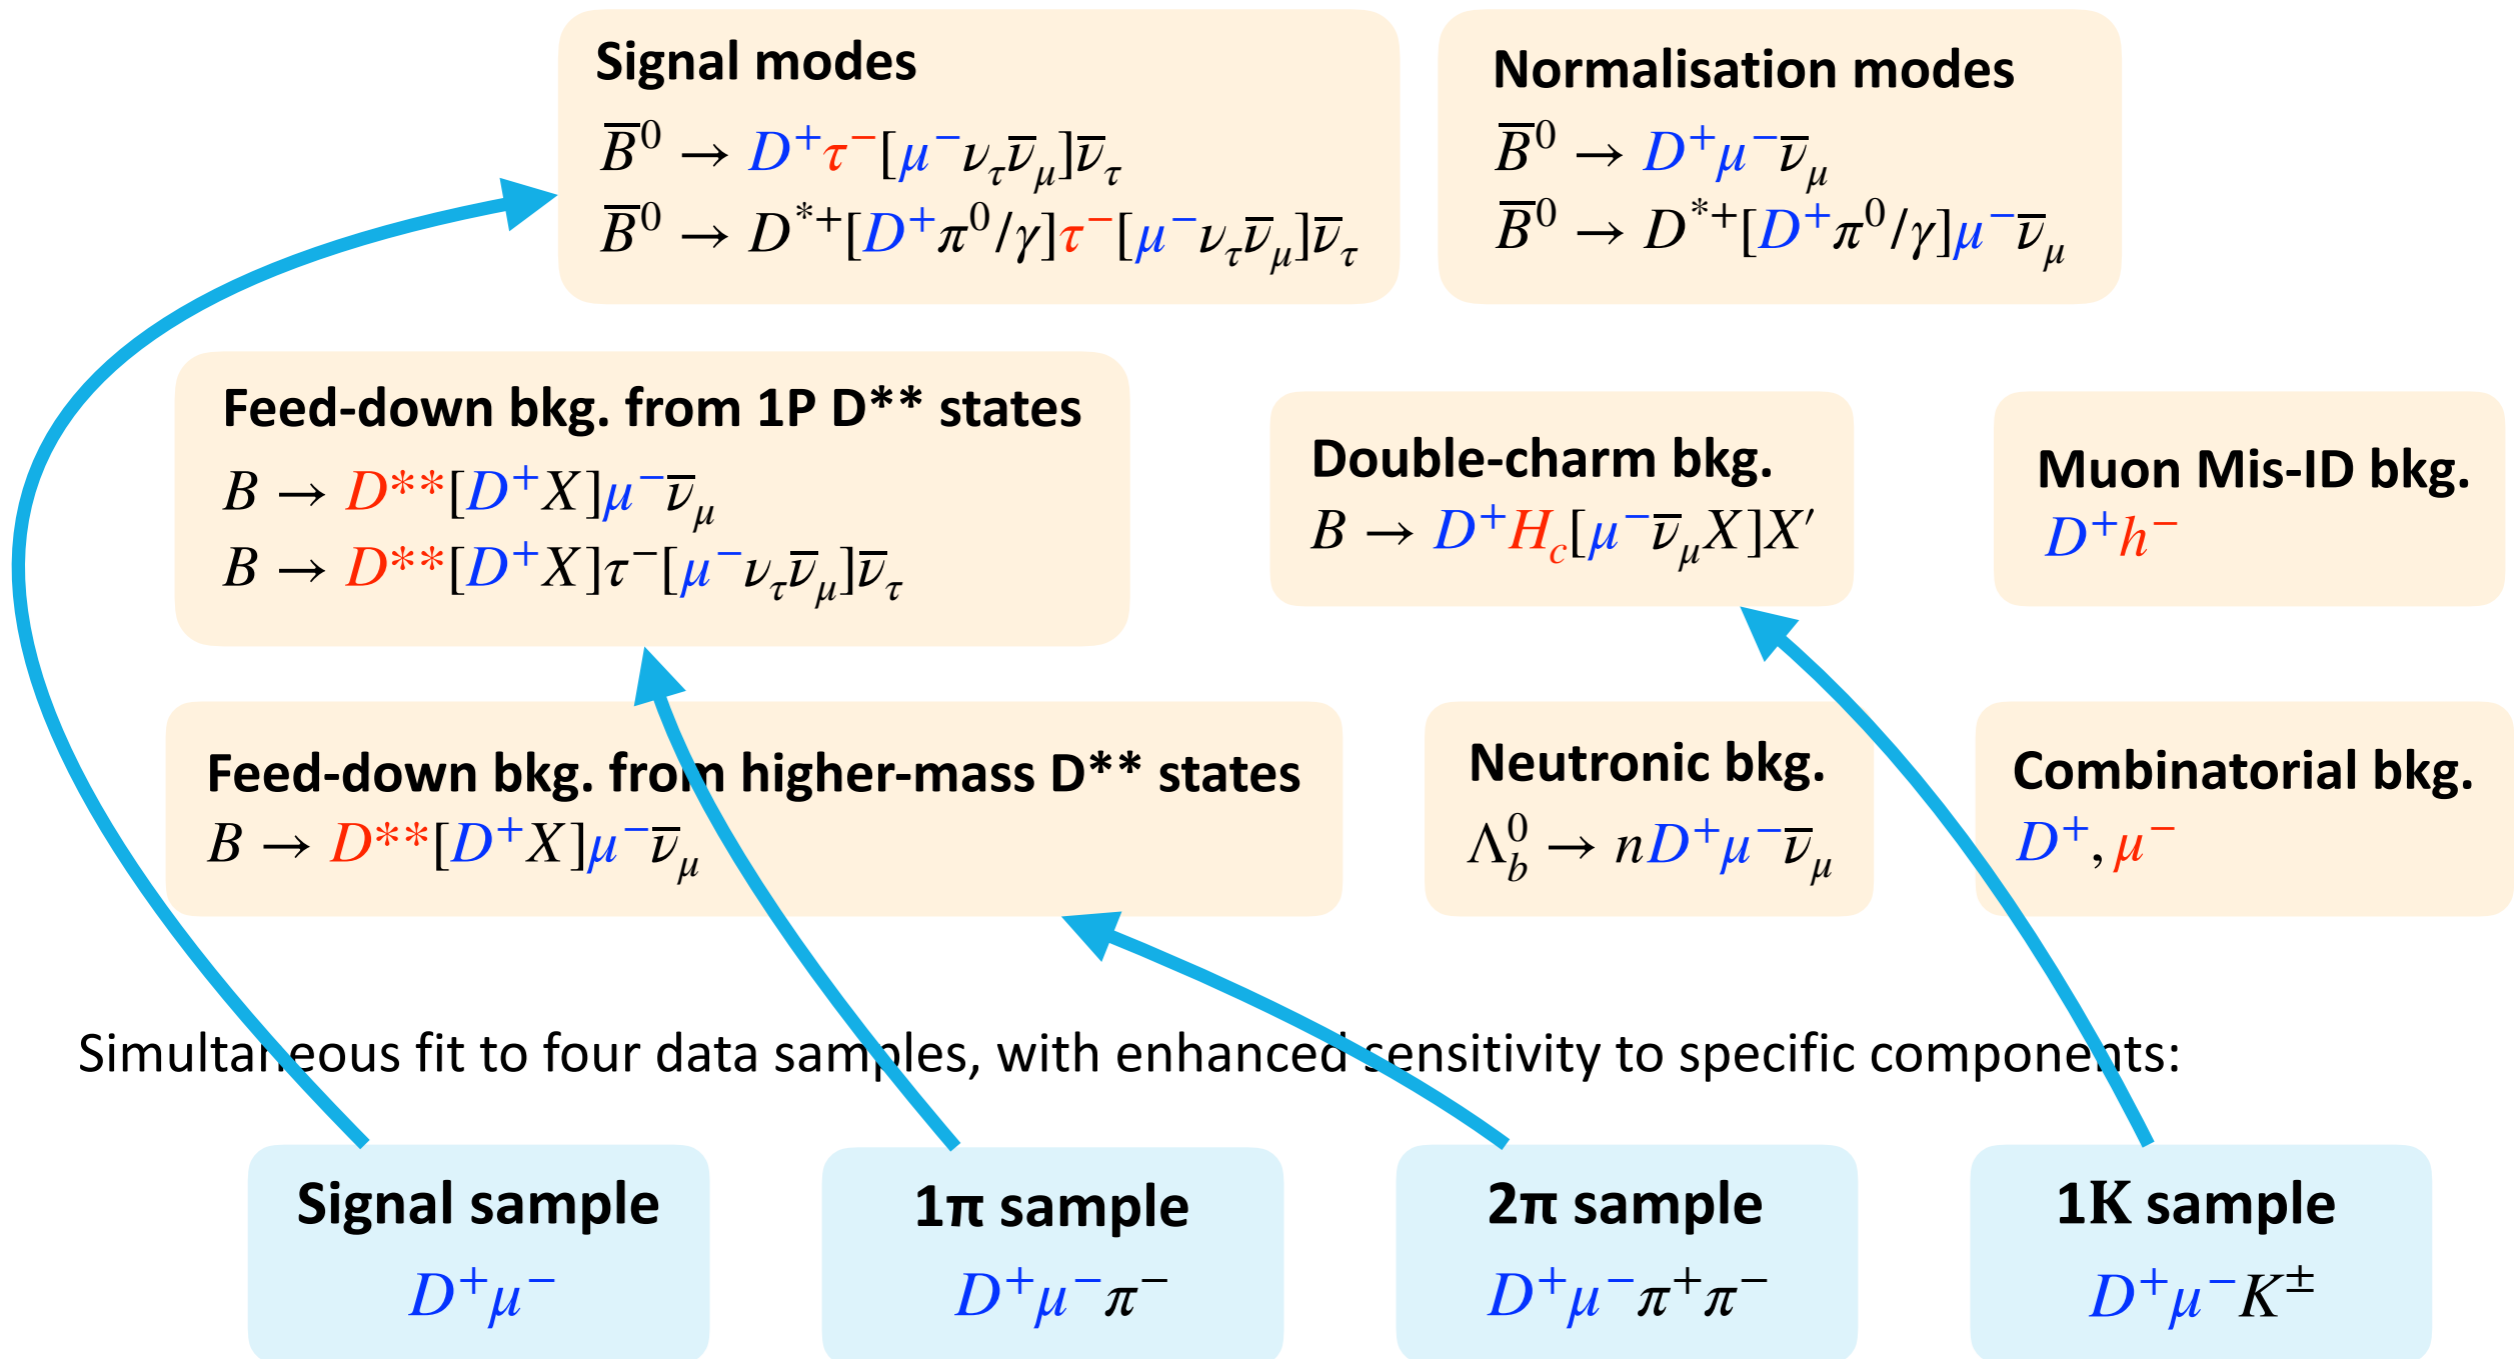 Signal modes
B̅⁰ → D⁺τ⁻[μ⁻ν_τν̅_μ]ν̅_τ
B̅⁰ → D*⁺[D⁺π⁰/γ]τ⁻[μ⁻ν_τν̅_μ]ν̅_τ
Normalisation modes
B̅⁰ → D⁺μ⁻ν̅_μ
B̅⁰ → D*⁺[D⁺π⁰/γ]μ⁻ν̅_μ
Feed-down bkg. from 1P D** states
B → D**[D⁺X]μ⁻ν̅_μ
B → D**[D⁺X]τ⁻[μ⁻ν_τν̅_μ]ν̅_τ
Double-charm bkg.
B → D⁺H_c[μ⁻ν̅_μX]X′
Muon Mis-ID bkg.
D⁺h⁻
Feed-down bkg. from higher-mass D** states
B → D**[D⁺X]μ⁻ν̅_μ
Neutronic bkg.
Λ_b⁰ → nD⁺μ⁻ν̅_μ
Combinatorial bkg.
D⁺, μ⁻
Simultaneous fit to four data samples, with enhanced sensitivity to specific components:
Signal sample
D⁺μ⁻
1π sample
D⁺μ⁻π⁻
2π sample
D⁺μ⁻π⁺π⁻
1K sample
D⁺μ⁻K±